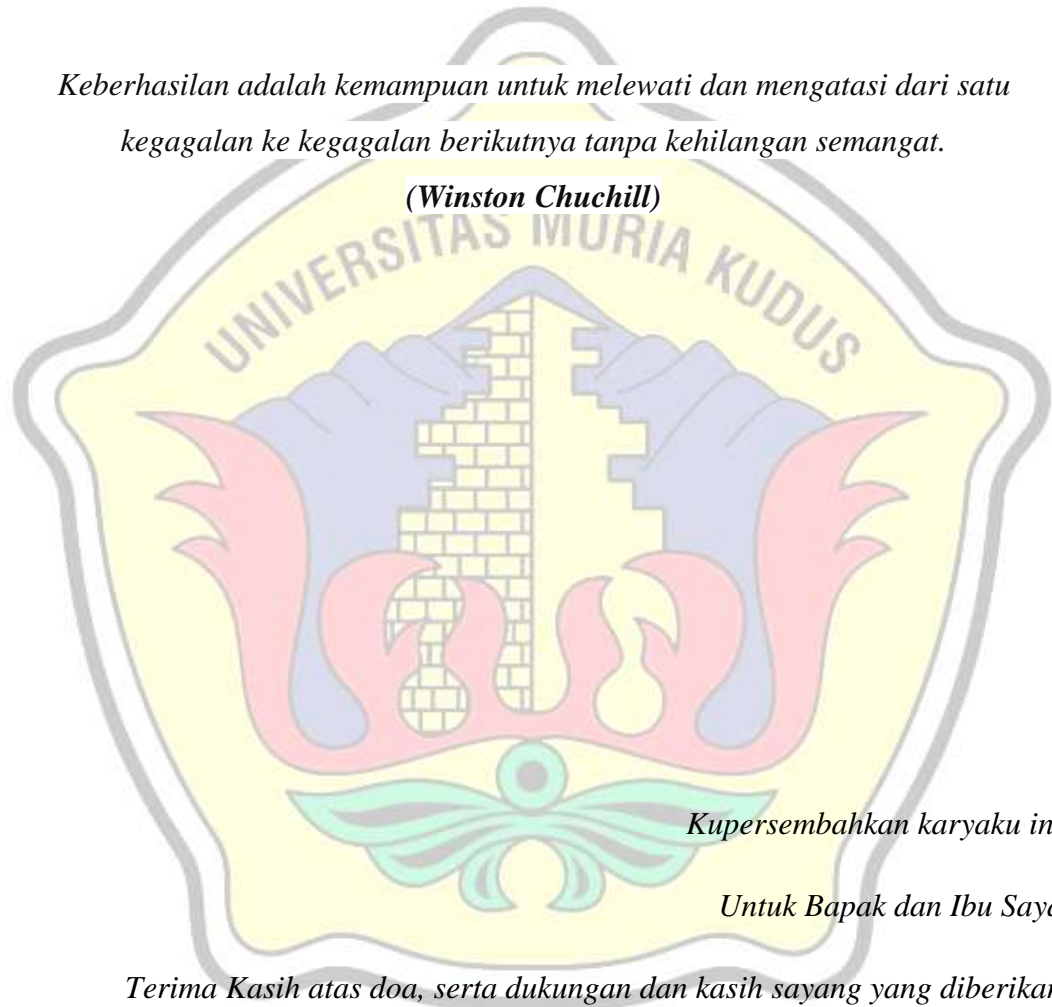 Keberhasilan adalah kemampuan untuk melewati dan mengatasi dari satu
kegagalan ke kegagalan berikutnya tanpa kehilangan semangat.
(Winston Chuchill)
UNIVERSITAS MURIA KUDUS
Kupersembahkan karyaku in
Untuk Bapak dan Ibu Saya
Terima Kasih atas doa, serta dukungan dan kasih sayang yang diberikan